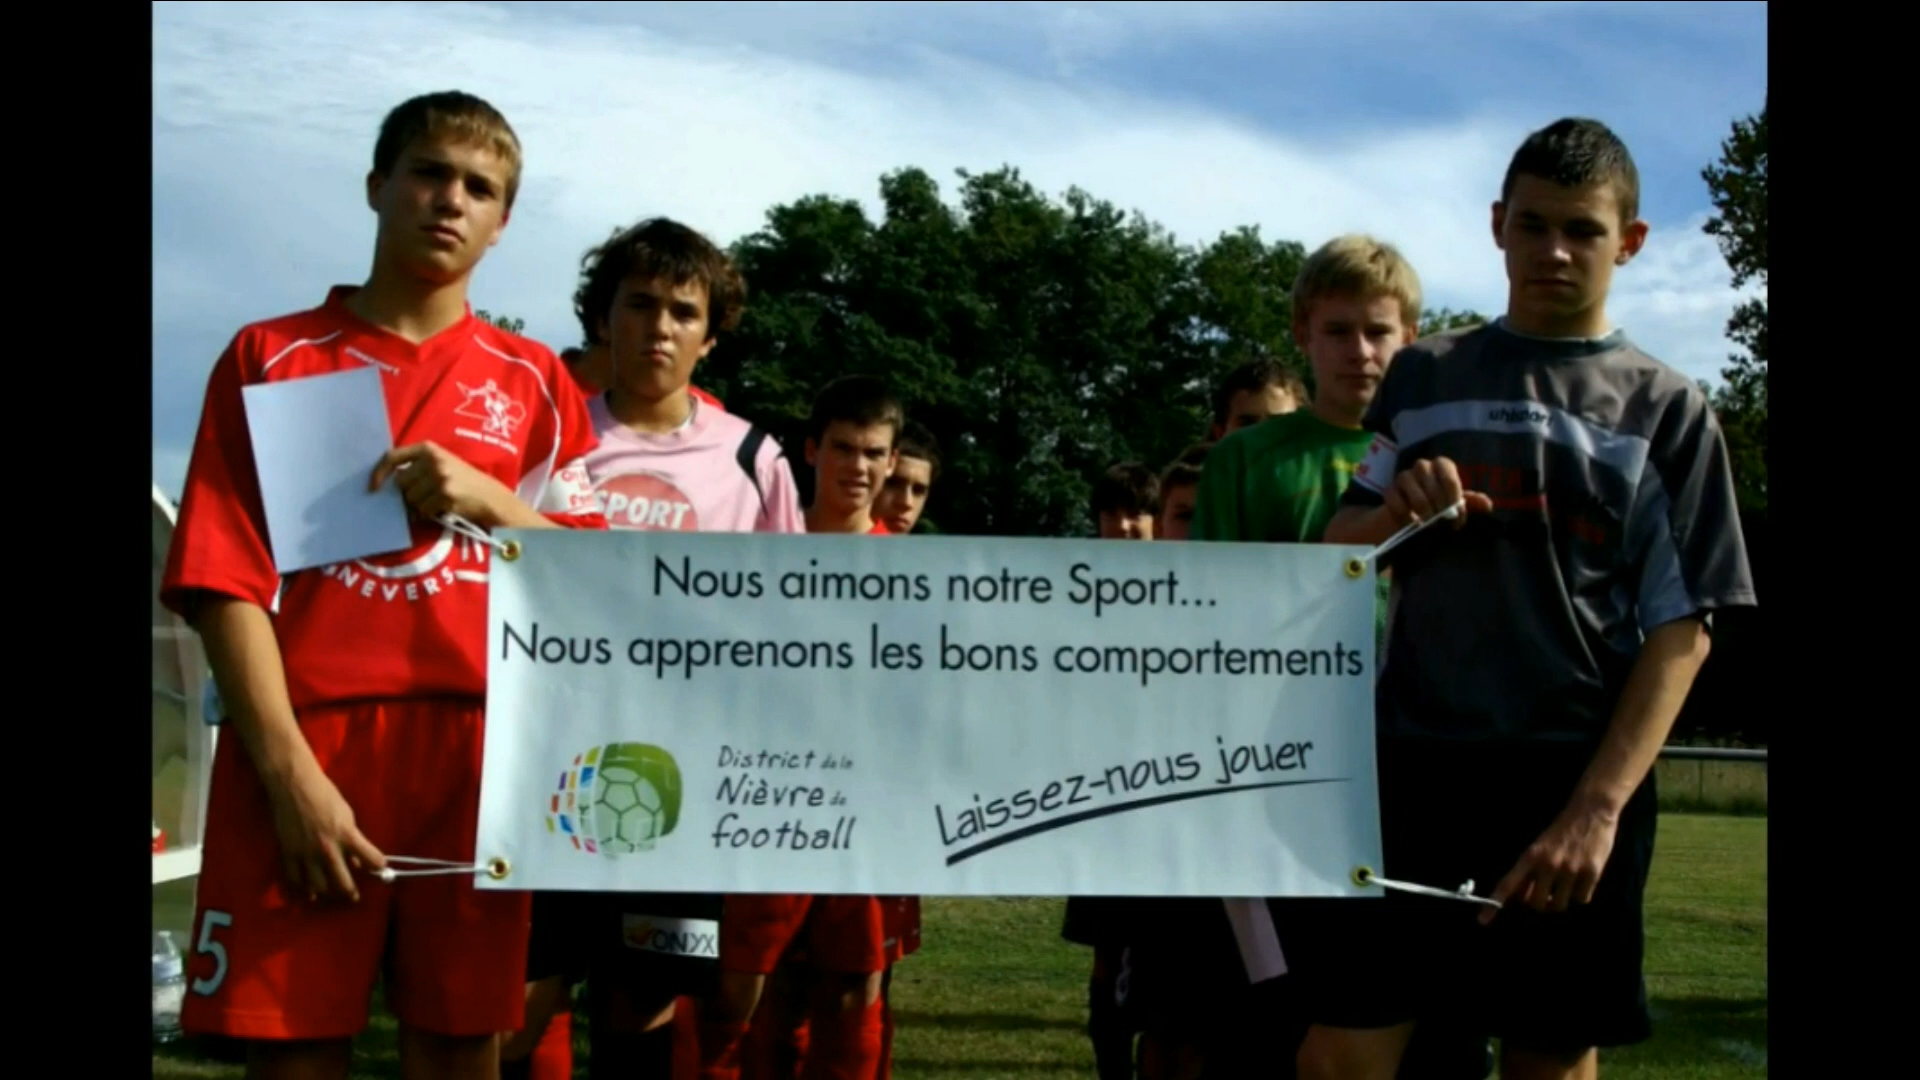 SPORT
NEVERS
Nous aimons notre Sport...
Nous apprenons les bons comportements
District de la
Nièvre de
football
Laissez-nous jouer
uhlsport
ONYX
5